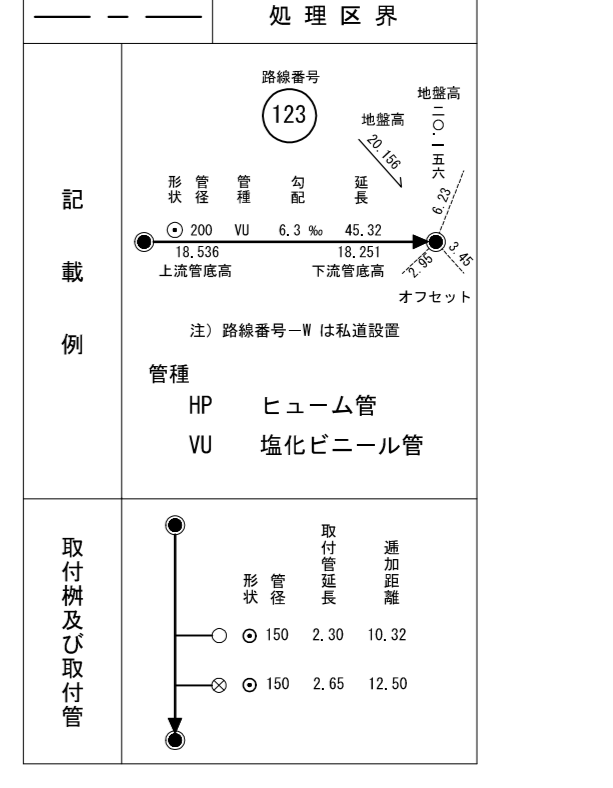 処理区界
記載例
路線番号
123
地盤高
20.156
地盤高
二〇.一五六
形状 管径 管種 勾配 延長
200 VU 6.3 ‰ 45.32
18.536 18.251
上流管底高 下流管底高
6.23
3.45
2.95
オフセット
注) 路線番号－W は私道設置
管種
HP ヒューム管
VU 塩化ビニール管
取付桝及び取付管
形状 管径 取付管延長 逓加距離
150 2.30 10.32
150 2.65 12.50